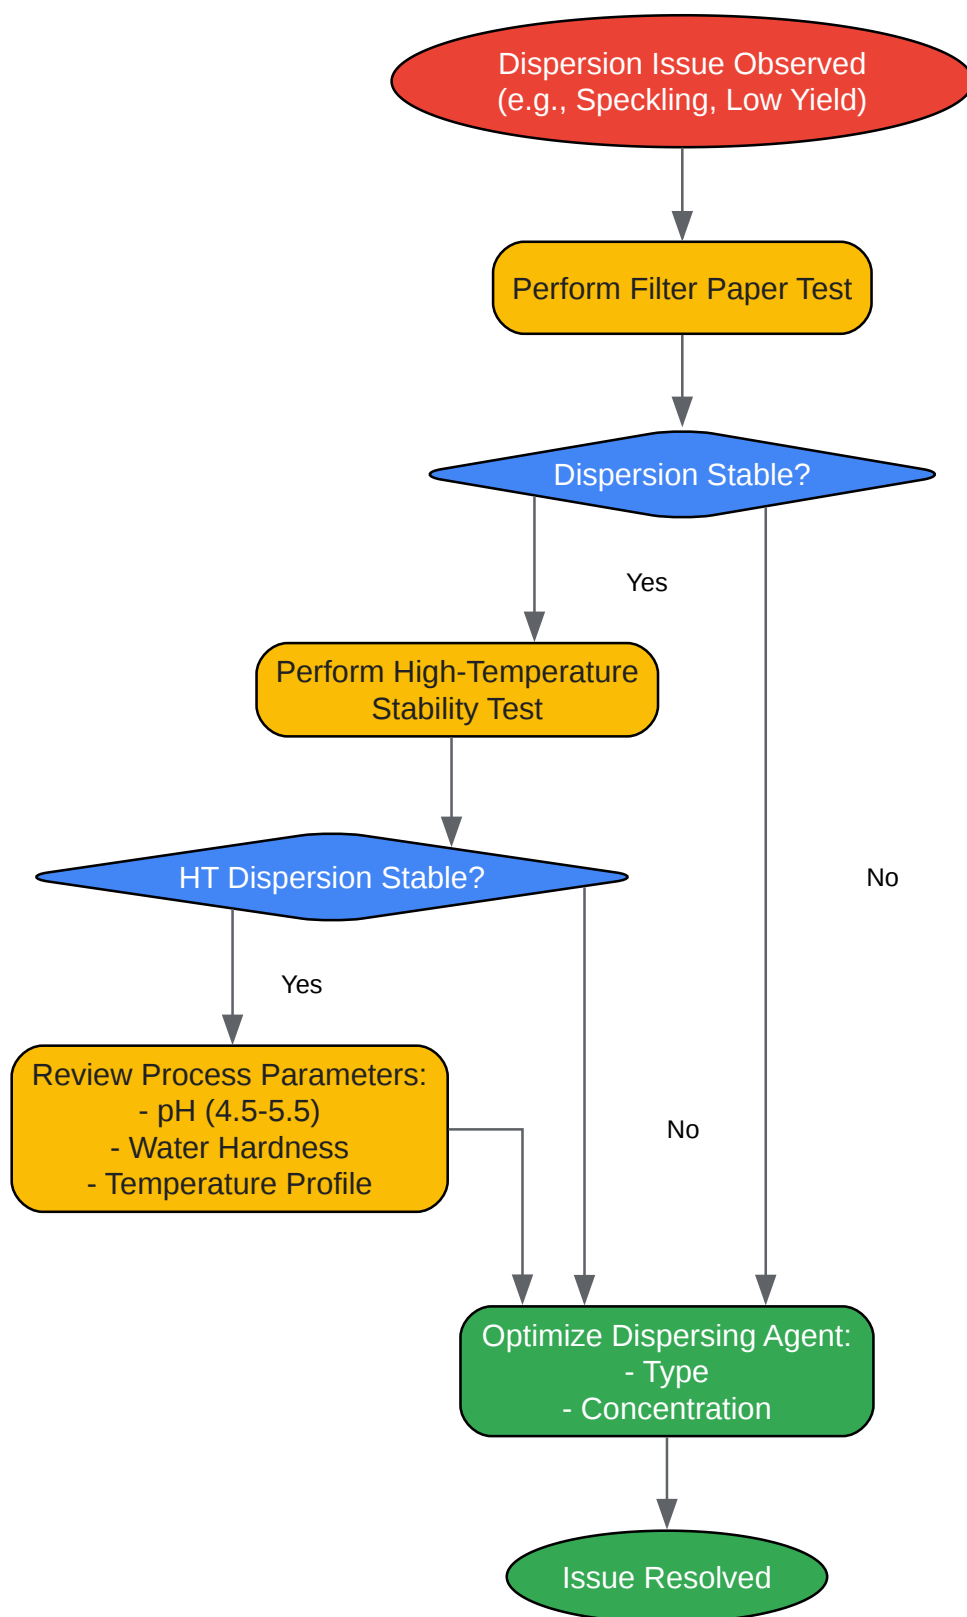 Dispersion Issue Observed
(e.g., Speckling, Low Yield)
Perform Filter Paper Test
Dispersion Stable?
Yes
Perform High-Temperature
Stability Test
HT Dispersion Stable?
No
Yes
Review Process Parameters:
- pH (4.5-5.5)
- Water Hardness
- Temperature Profile
No
Optimize Dispersing Agent:
- Type
- Concentration
Issue Resolved